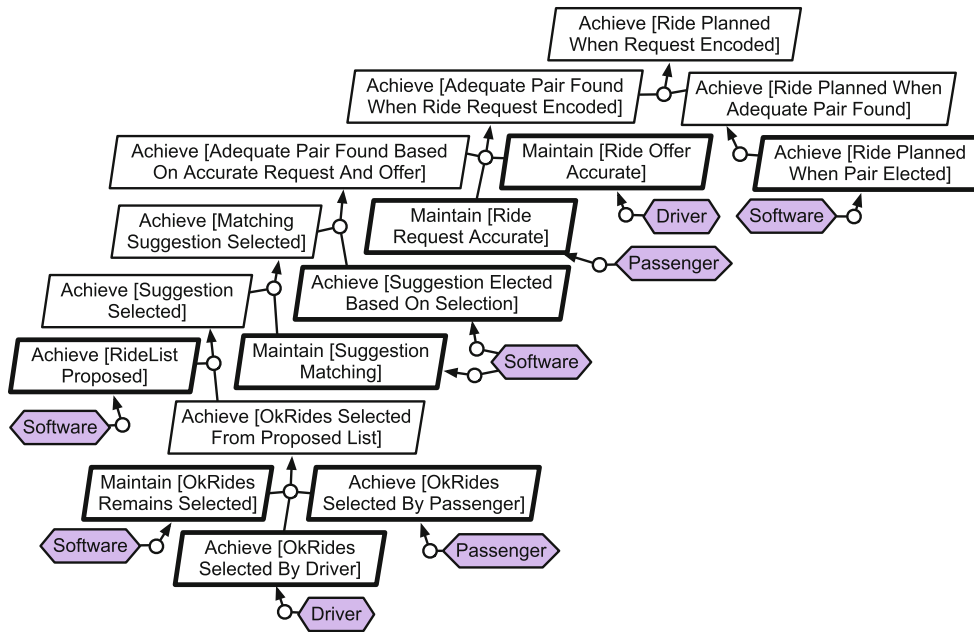 Achieve [Ride Planned
When Request Encoded]
Achieve [Adequate Pair Found
When Ride Request Encoded]
Achieve [Ride Planned When
Adequate Pair Found]
Achieve [Adequate Pair Found Based
On Accurate Request And Offer]
Maintain [Ride Offer
Accurate]
Achieve [Ride Planned
When Pair Elected]
Driver
Software
Achieve [Matching
Suggestion Selected]
Maintain [Ride
Request Accurate]
Passenger
Achieve [Suggestion
Selected]
Achieve [Suggestion Elected
Based On Selection]
Achieve [RideList
Proposed]
Maintain [Suggestion
Matching]
Software
Software
Achieve [OkRides Selected
From Proposed List]
Maintain [OkRides
Remains Selected]
Achieve [OkRides
Selected By Passenger]
Software
Achieve [OkRides
Selected By Driver]
Passenger
Driver